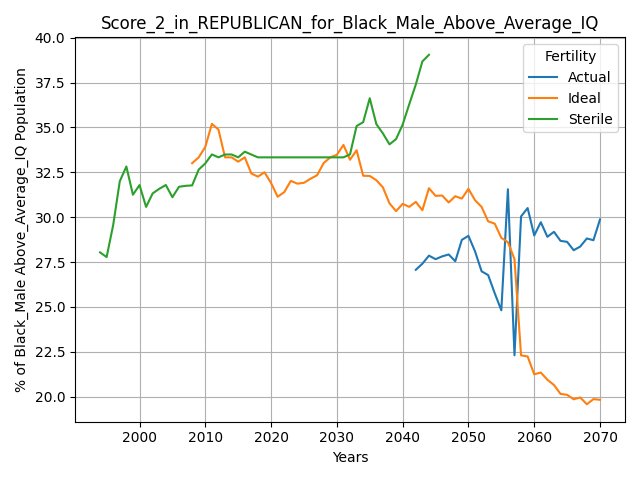 Score_2_in_REPUBLICAN_for_Black_Male_Above_Average_IQ
% of Black_Male Above_Average_IQ Population
40.0
37.5
35.0
32.5
30.0
27.5
25.0
22.5
20.0
Fertility
Actual
Ideal
Sterile
2000
2010
2020
2030
2040
2050
2060
2070
Years